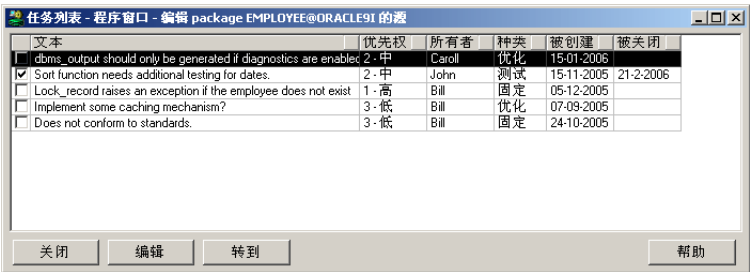 任务列表 - 程序窗口 - 编辑 package EMPLOYEE@ORACLE9I 的源
文本 优先权 所有者 种类 被创建 被关闭
dbms_output should only be generated if diagnostics are enabled 2 - 中 Caroll 优化 15-01-2006
Sort function needs additional testing for dates. 2 - 中 John 测试 15-11-2005 21-2-2006
Lock_record raises an exception if the employee does not exist 1 - 高 Bill 固定 05-12-2005
Implement some caching mechanism? 3 - 低 Bill 优化 07-09-2005
Does not conform to standards. 3 - 低 Bill 固定 24-10-2005
关闭 编辑 转到 帮助